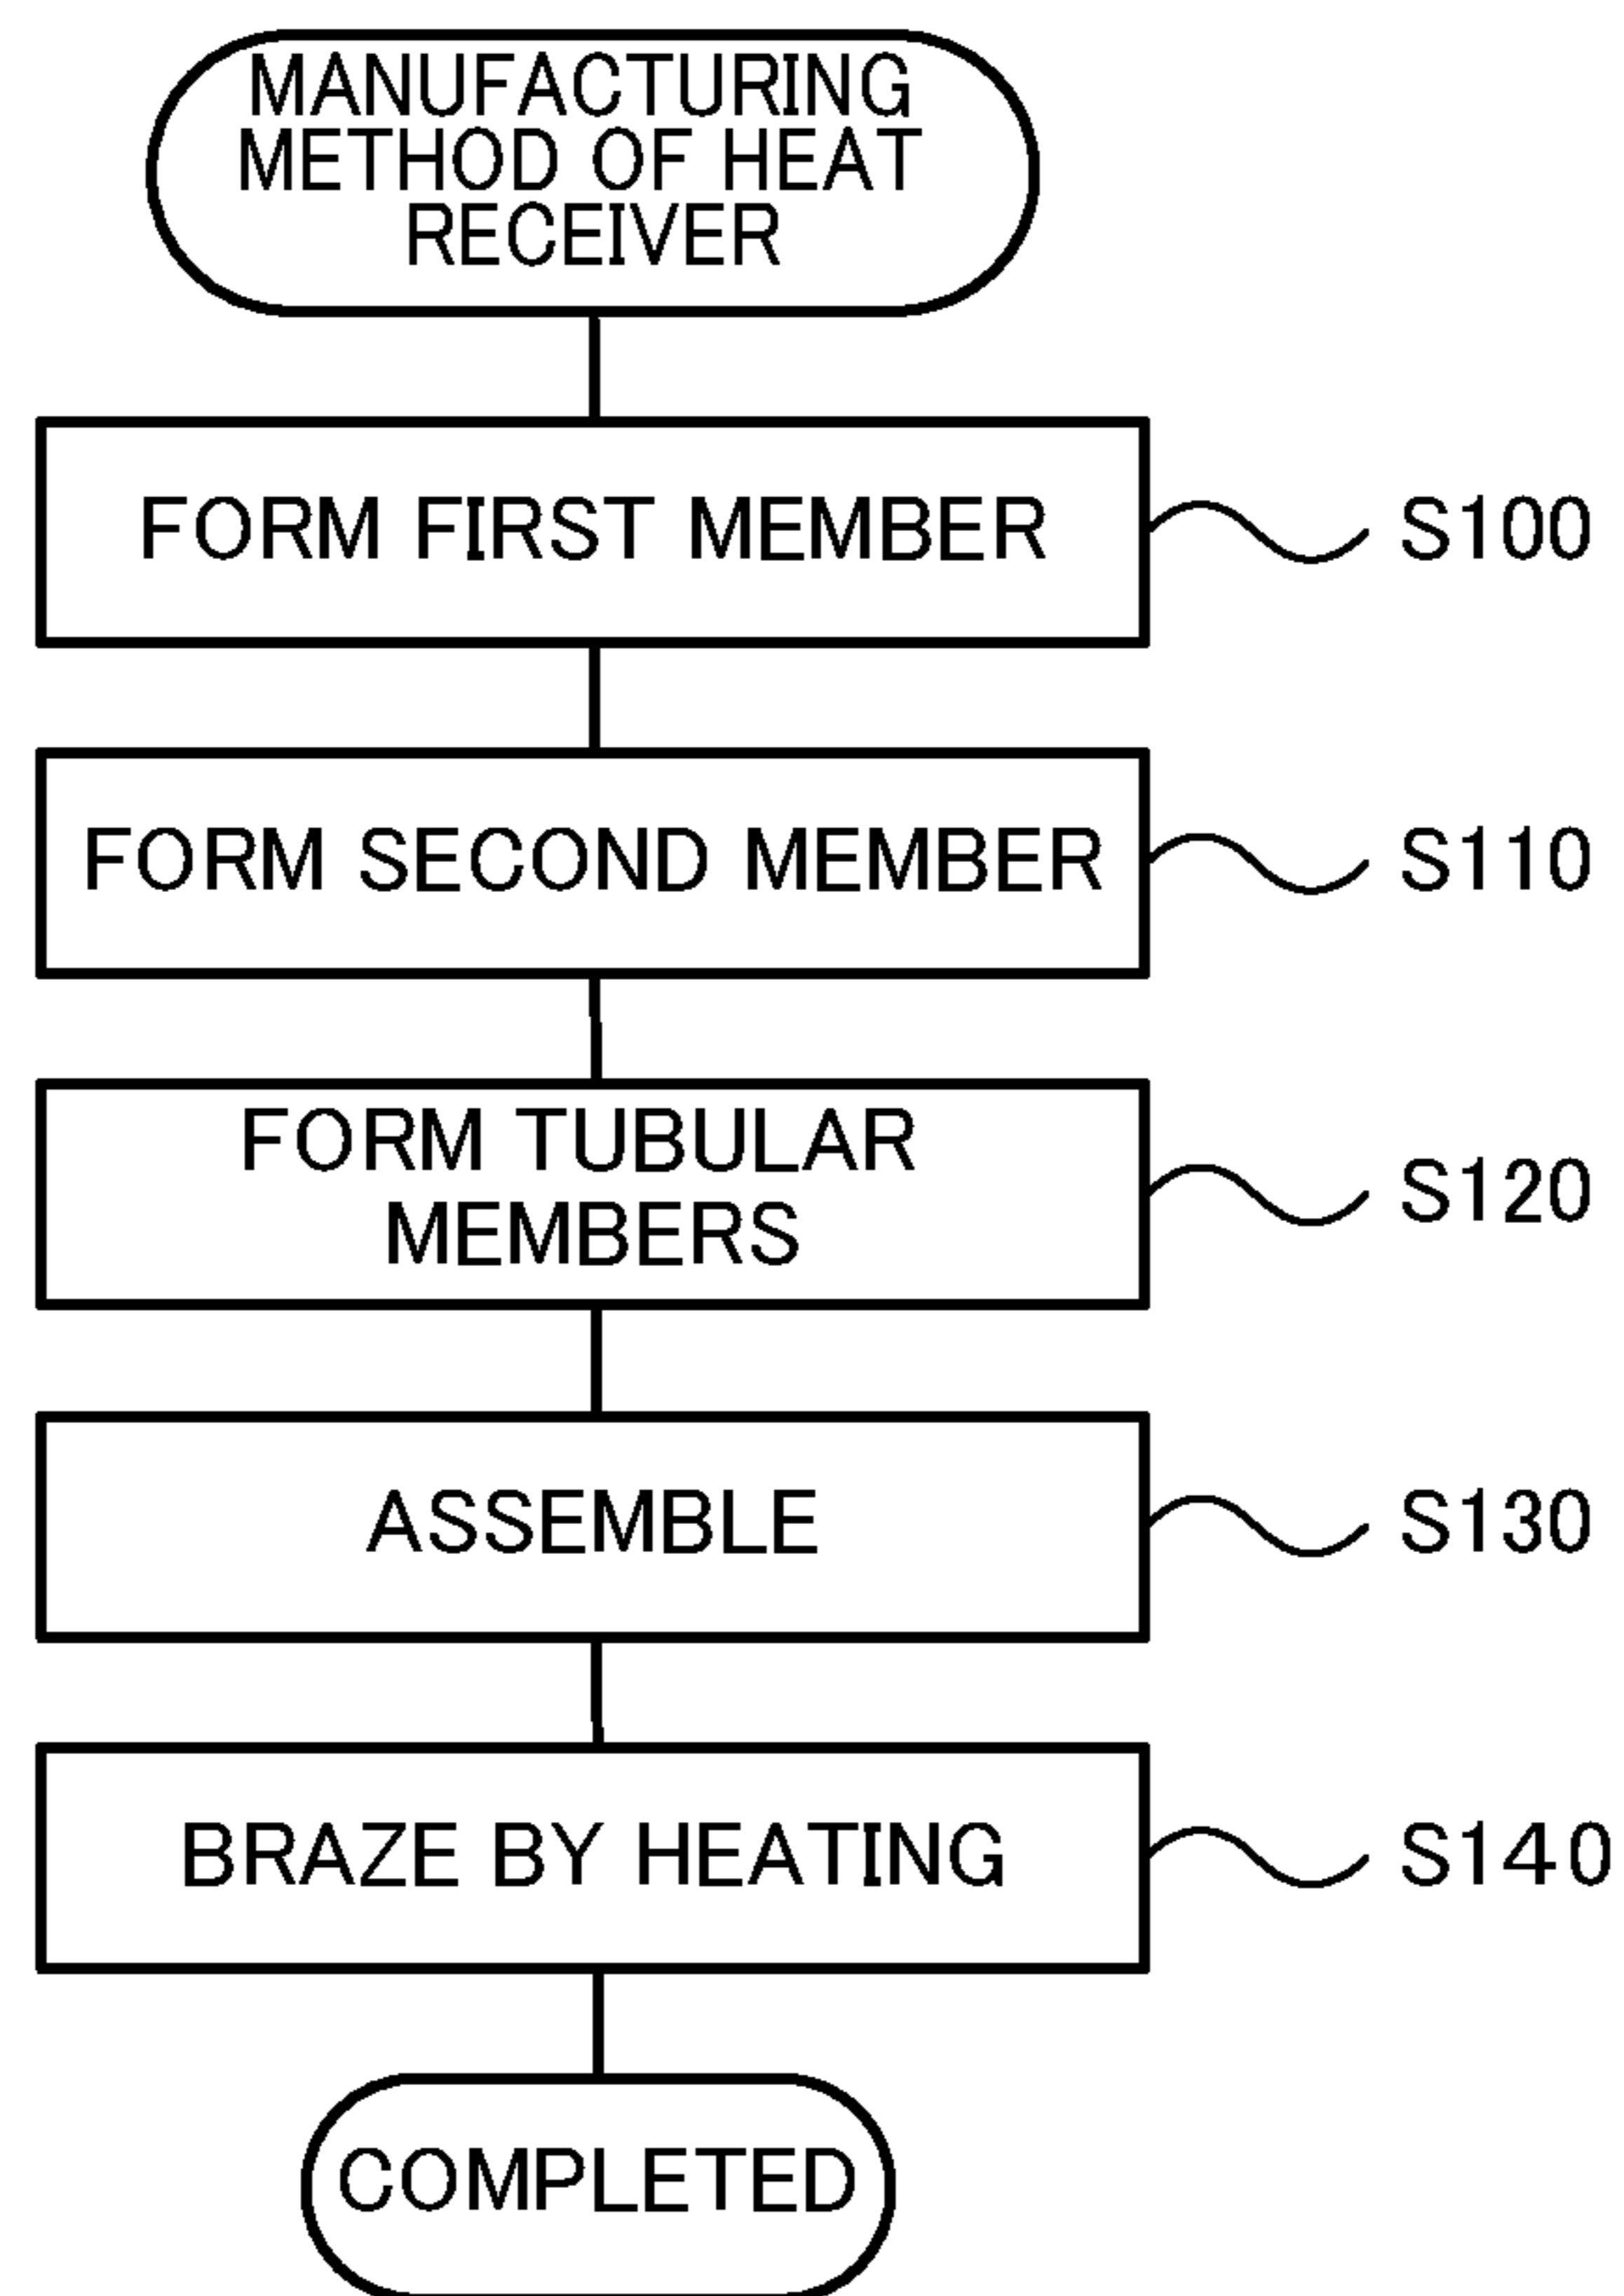 MANUFACTURING
METHOD OF HEAT
RECEIVER
FORM FIRST MEMBER
S100
FORM SECOND MEMBER
S110
FORM TUBULAR
MEMBERS
S120
ASSEMBLE
S130
BRAZE BY HEATING
S140
COMPLETED